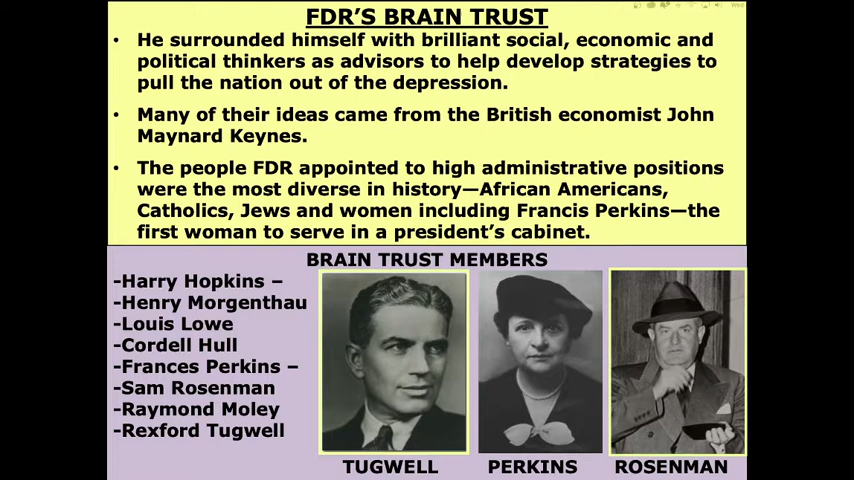 FDR'S BRAIN TRUST
• He surrounded himself with brilliant social, economic and
political thinkers as advisors to help develop strategies to
pull the nation out of the depression.
• Many of their ideas came from the British economist John
Maynard Keynes.
• The people FDR appointed to high administrative positions
were the most diverse in history—African Americans,
Catholics, Jews and women including Francis Perkins—the
first woman to serve in a president's cabinet.
BRAIN TRUST MEMBERS
-Harry Hopkins –
-Henry Morgenthau
-Louis Lowe
-Cordell Hull
-Frances Perkins –
-Sam Rosenman
-Raymond Moley
-Rexford Tugwell
TUGWELL PERKINS ROSENMAN